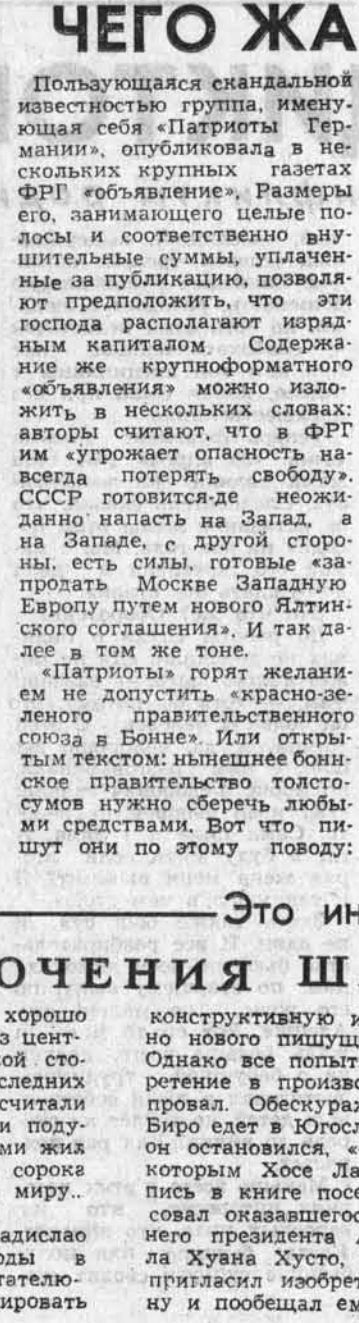 ЧЕГО ЖА
Пользующаяся скандальной
известностью группа, имену-
ющая себя «Патриоты Гер-
мании», опубликовала в не-
скольких крупных газетах
ФРГ «объявление». Размеры
его, занимающего целые по-
лосы и соответственно вну-
шительные суммы, уплачен-
ные за публикацию, позволя-
ют предположить, что эти
господа располагают изряд-
ным капиталом. Содержа-
ние же крупноформатного
«объявления» можно изло-
жить в нескольких словах:
авторы считают, что в ФРГ
им «угрожает опасность на-
всегда потерять свободу».
СССР готовится-де неожи-
данно напасть на Запад, а
на Западе, с другой сторо-
ны, есть силы, готовые «за-
продать Москве Западную
Европу путем нового Ялтин-
ского соглашения». И так да-
лее в том же тоне.
«Патриоты» горят желани-
ем не допустить «красно-зе-
леного правительственного
союза в Бонне». Или откры-
тым текстом: нынешнее бонн-
ское правительство толсто-
сумов нужно сберечь любы-
ми средствами. Вот что пи-
шут они по этому поводу:
Это ин
ОЧЕНИЯ Ш
хорошо
з цент-
кой сто-
следних
считали
и поду-
ми жил
сорока
миру..
адислао
оды в
гателю-
ировать
конструктивную и
но нового пишущ
Однако все попыт
ретение в произво
провал. Обескураж
Биро едет в Югосл
он остановился, «
которым Хосе Ла
пись в книге посе
совал оказавшегос
него президента А
ла Хуана Хусто,
пригласил изобрет
ну и пообещал ем